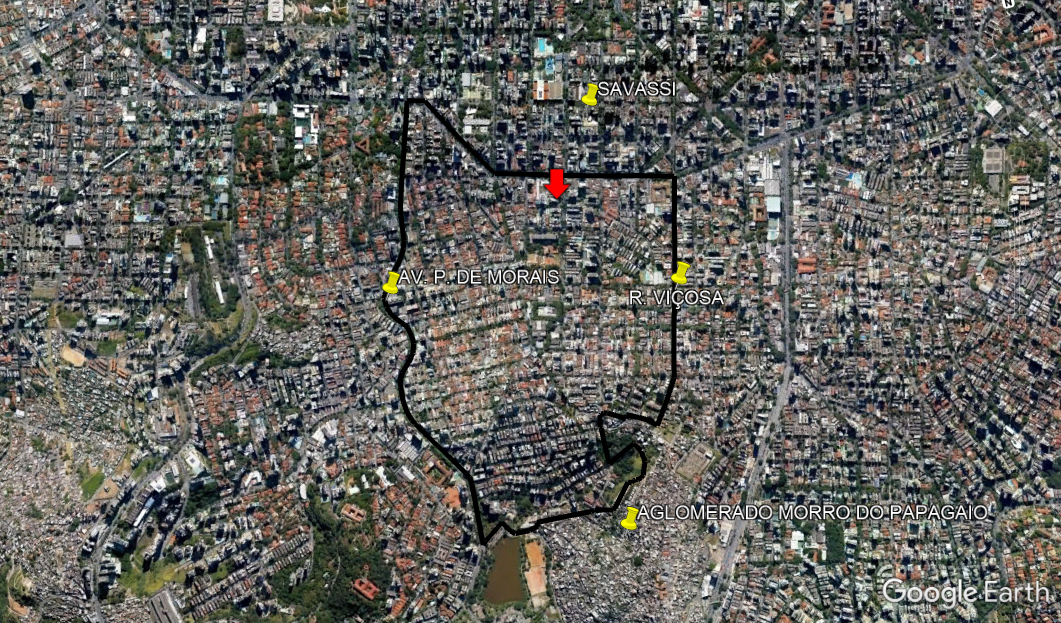 N
SAVASSI
AV. P. DE MORAIS
R. VIÇOSA
AGLOMERADO MORRO DO PAPAGAIO
Google Earth